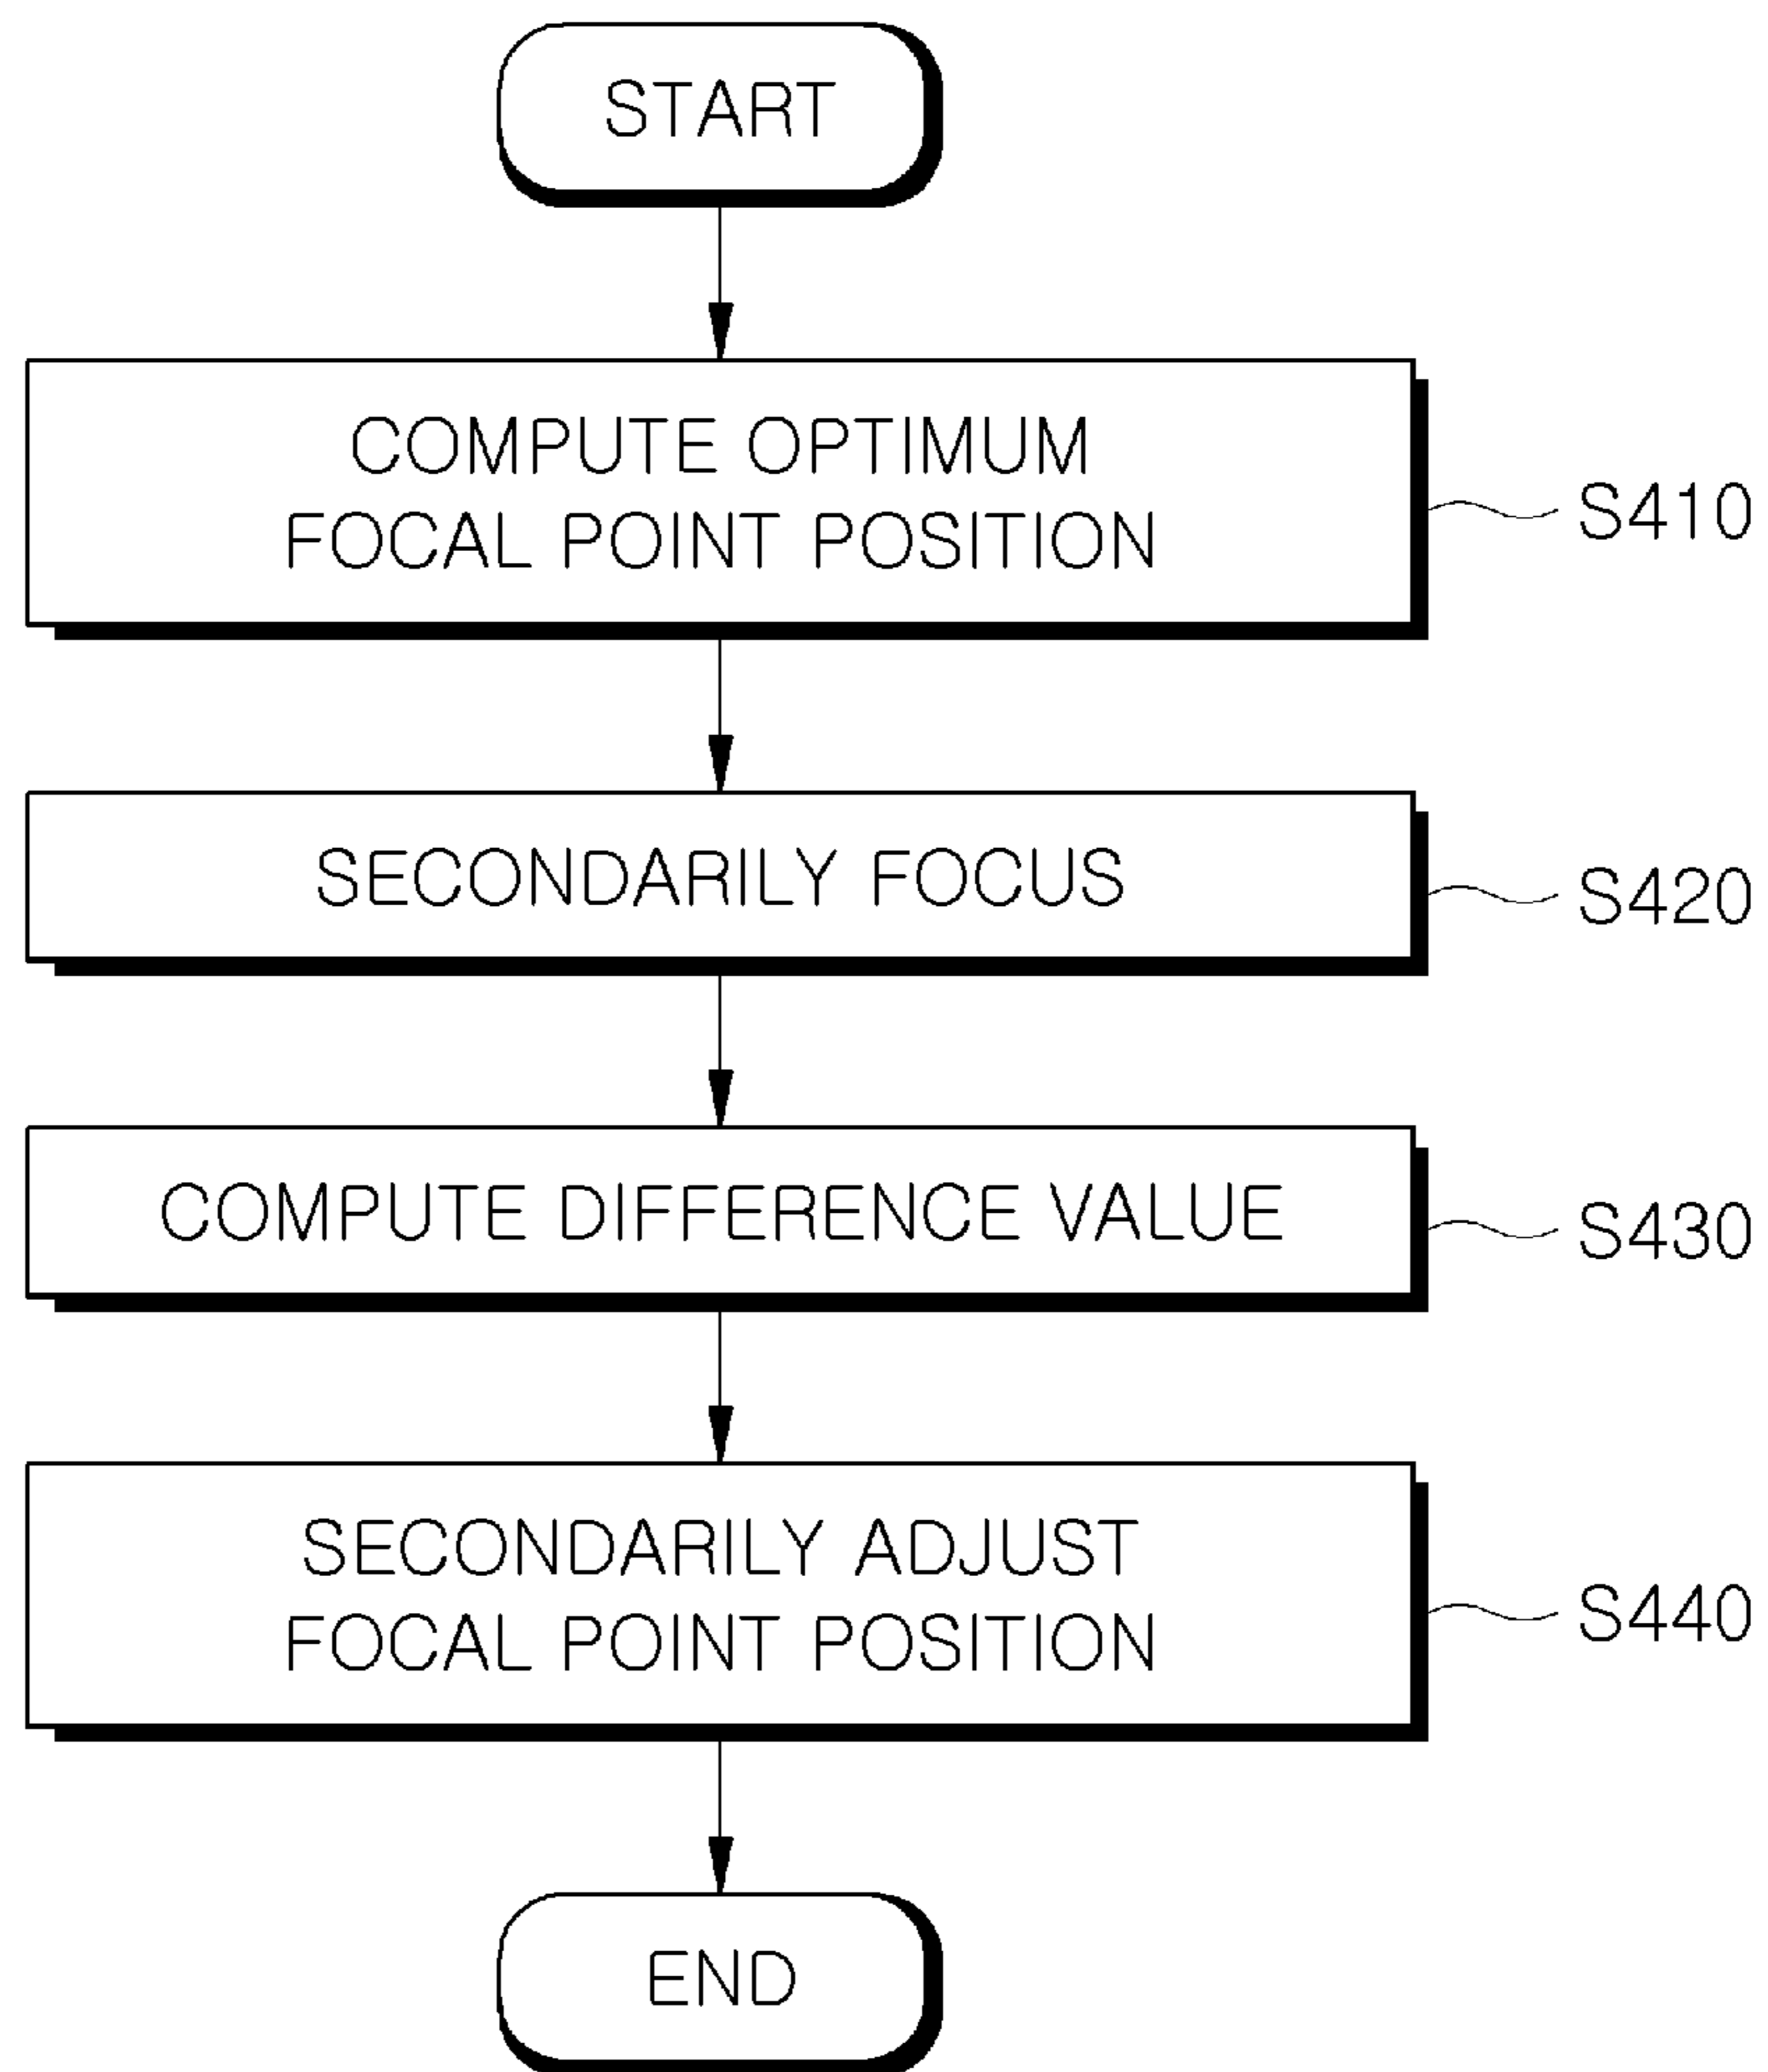 START
COMPUTE OPTIMUM
FOCAL POINT POSITION
S410
SECONDARILY FOCUS
S420
COMPUTE DIFFERENCE VALUE
S430
SECONDARILY ADJUST
FOCAL POINT POSITION
S440
END